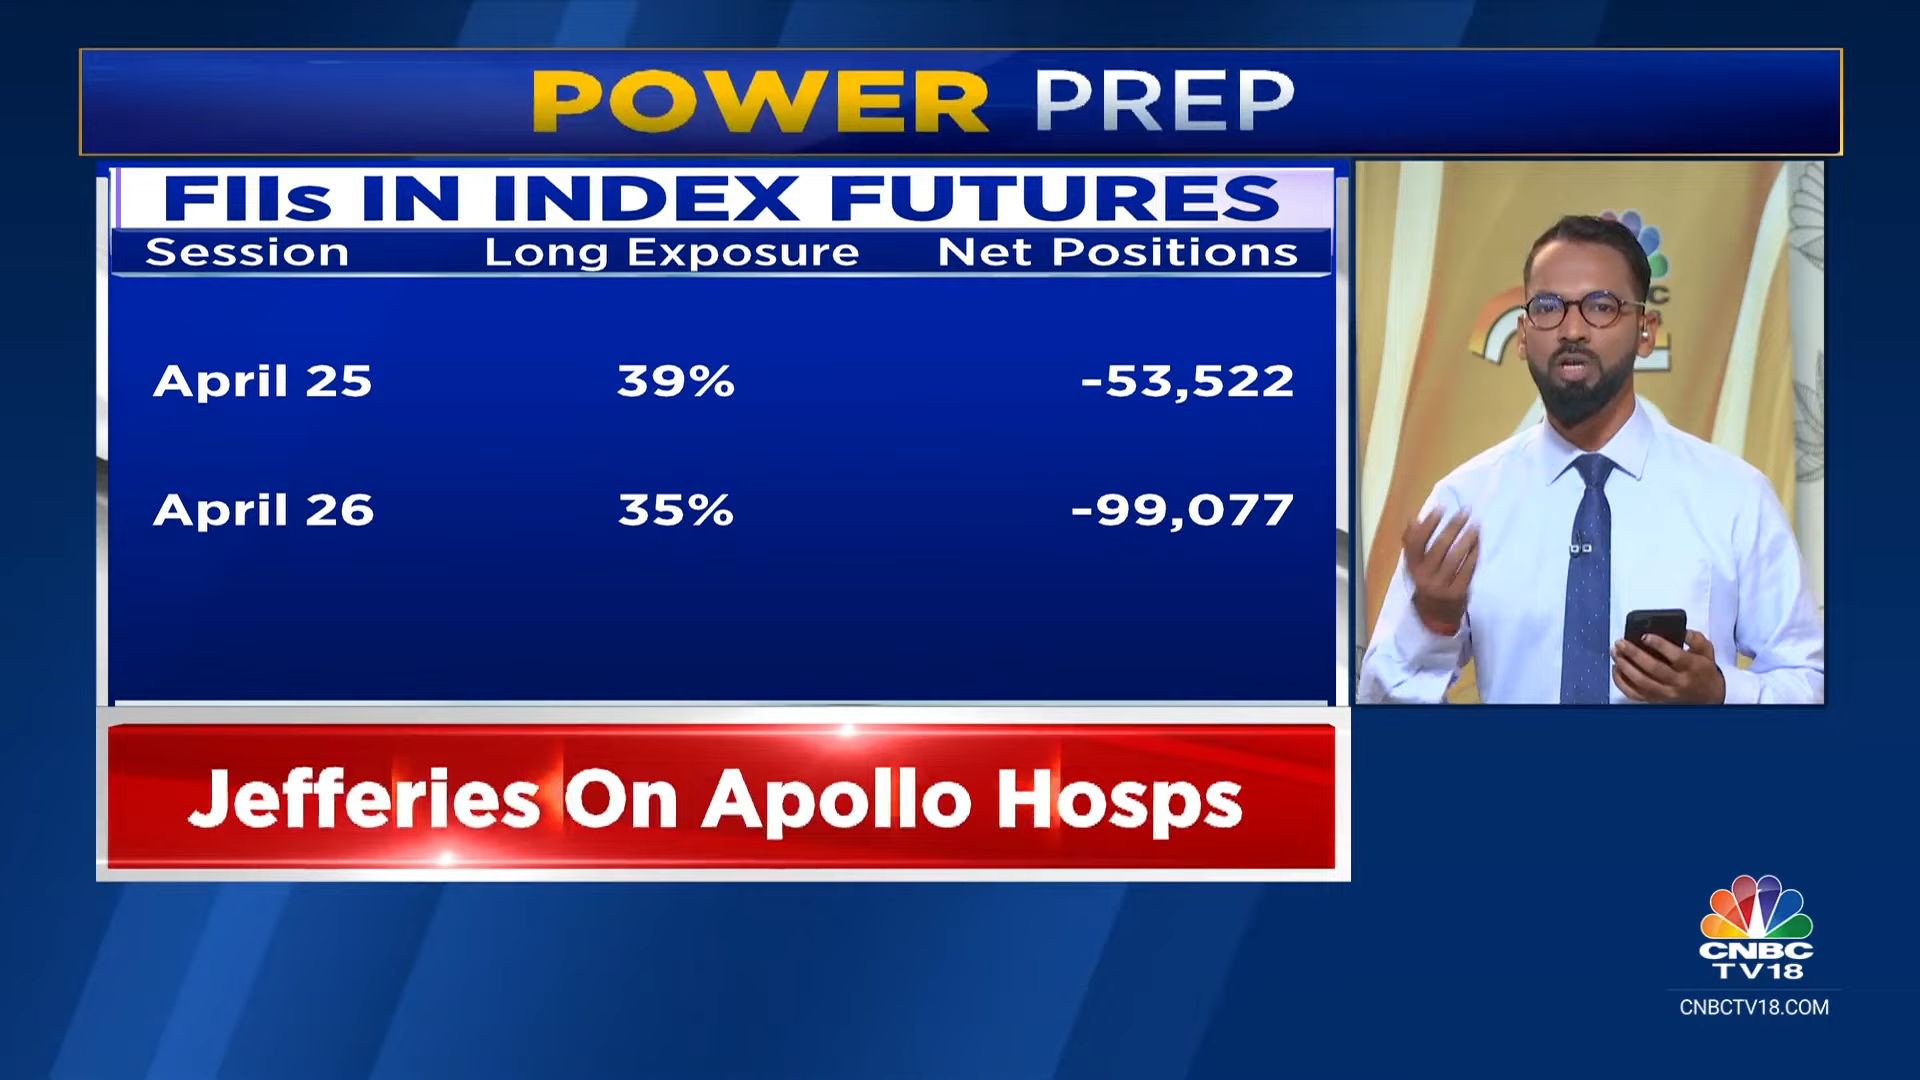 POWER PREP
FIIs IN INDEX FUTURES
Session Long Exposure Net Positions
April 25 39% -53,522
April 26 35% -99,077
Jefferies On Apollo Hosps
CNBC
TV18
CNBCTV18.COM